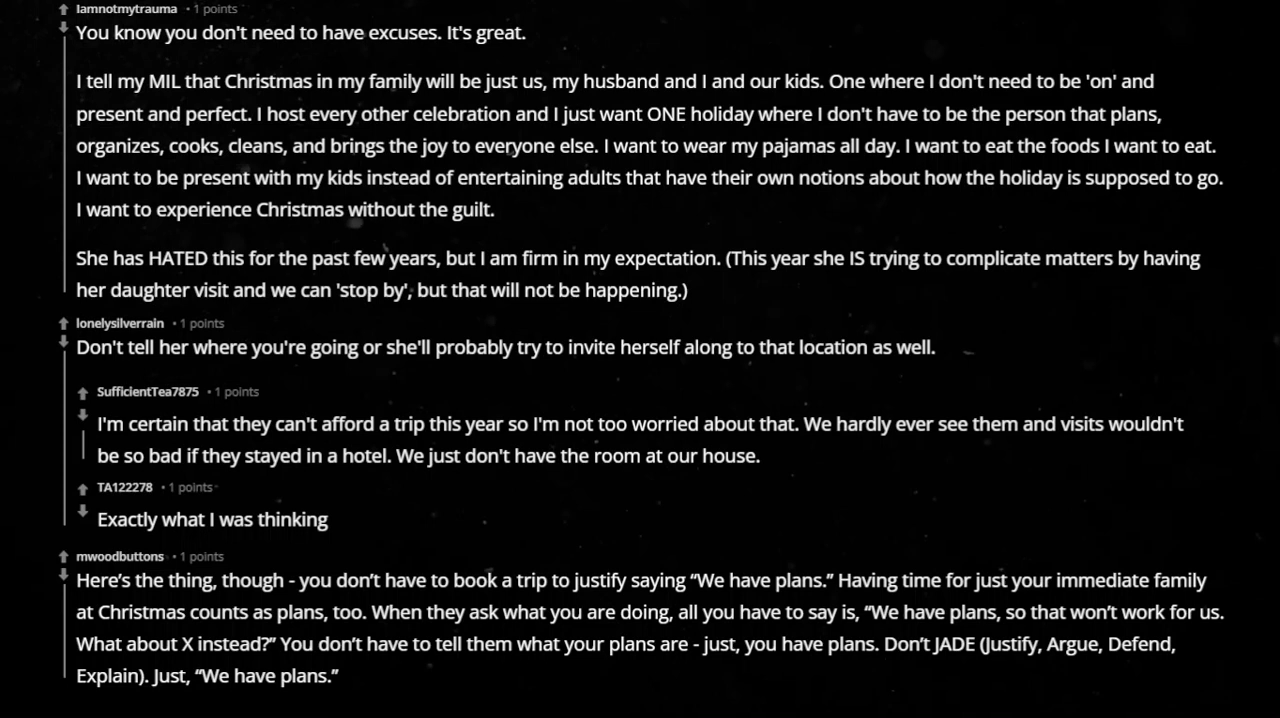 Iamnotmytrauma • 1 points
You know you don't need to have excuses. It's great.
I tell my MIL that Christmas in my family will be just us, my husband and I and our kids. One where I don't need to be 'on' and
present and perfect. I host every other celebration and I just want ONE holiday where I don't have to be the person that plans,
organizes, cooks, cleans, and brings the joy to everyone else. I want to wear my pajamas all day. I want to eat the foods I want to eat.
I want to be present with my kids instead of entertaining adults that have their own notions about how the holiday is supposed to go.
I want to experience Christmas without the guilt.
She has HATED this for the past few years, but I am firm in my expectation. (This year she IS trying to complicate matters by having
her daughter visit and we can 'stop by', but that will not be happening.)
lonelysilverrain • 1 points
Don't tell her where you're going or she'll probably try to invite herself along to that location as well.
SufficientTea7875 • 1 points
I'm certain that they can't afford a trip this year so I'm not too worried about that. We hardly ever see them and visits wouldn't
be so bad if they stayed in a hotel. We just don't have the room at our house.
TA122278 • 1 points
Exactly what I was thinking
mwoodbuttons • 1 points
Here’s the thing, though - you don’t have to book a trip to justify saying “We have plans.” Having time for just your immediate family
at Christmas counts as plans, too. When they ask what you are doing, all you have to say is, “We have plans, so that won’t work for us.
What about X instead?” You don’t have to tell them what your plans are - just, you have plans. Don’t JADE (Justify, Argue, Defend,
Explain). Just, “We have plans.”